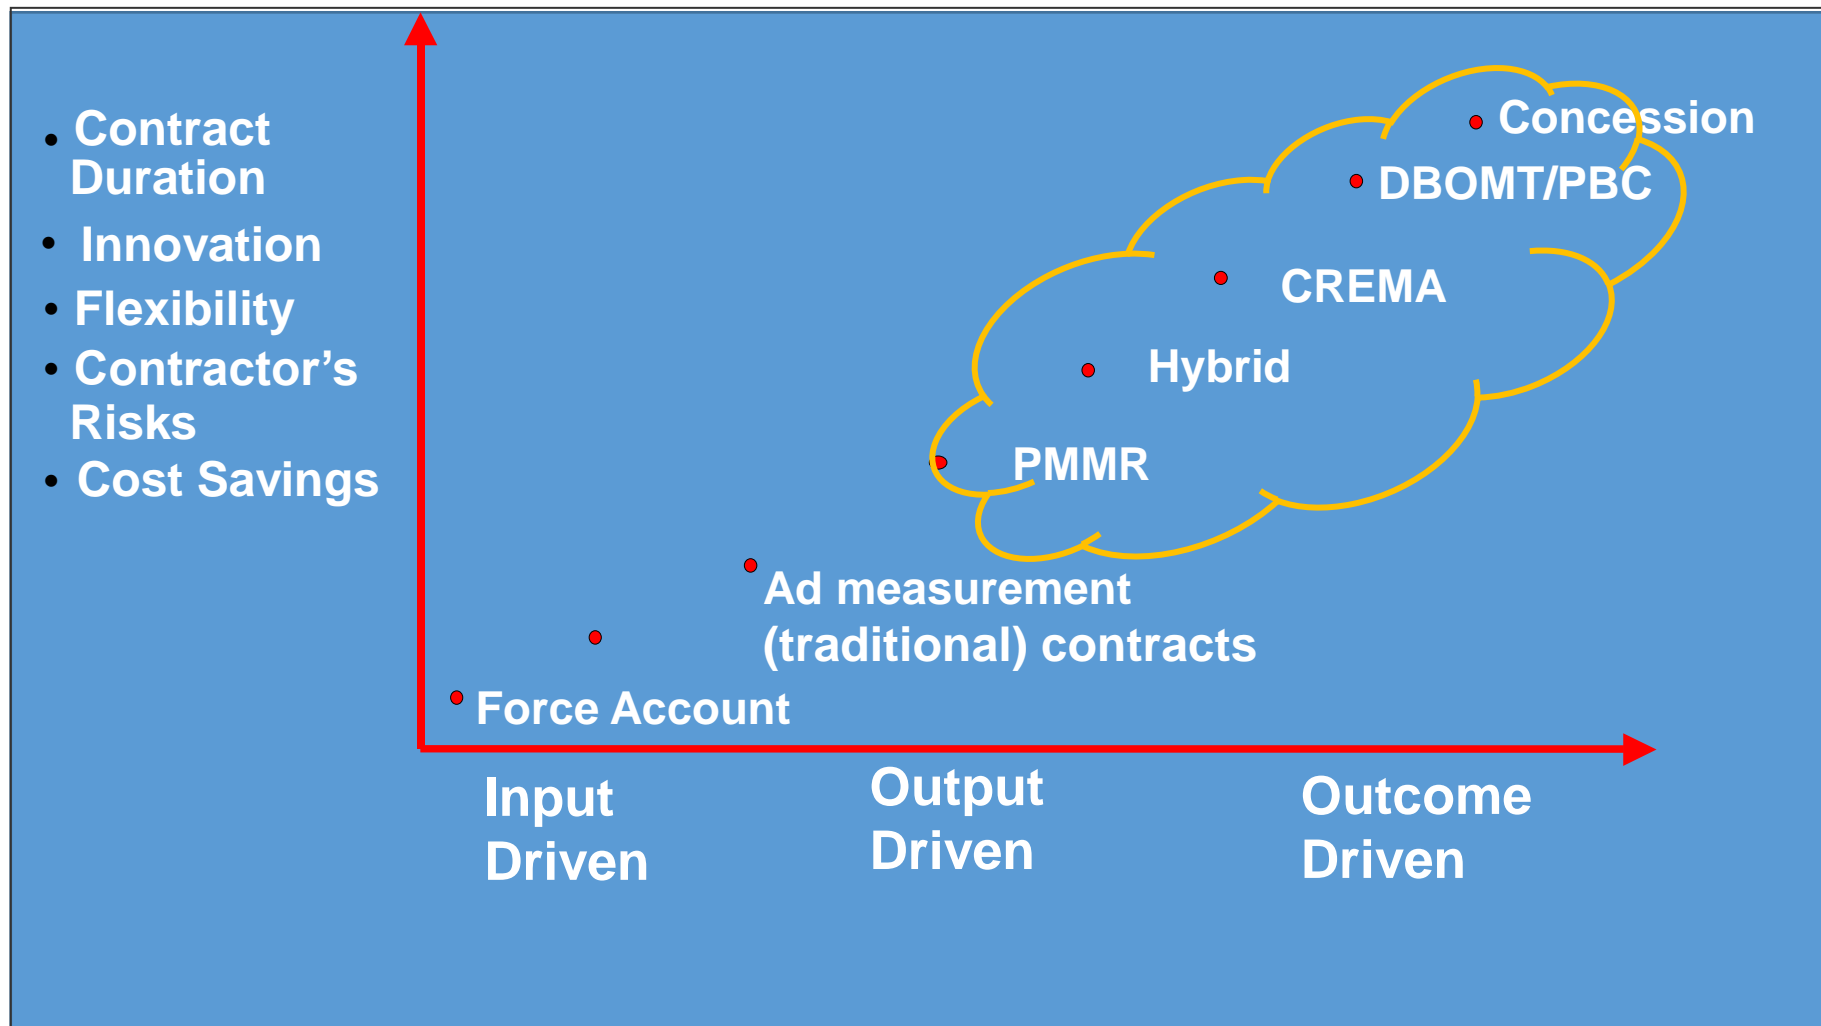 • Contract
Duration
• Innovation
• Flexibility
• Contractor’s
Risks
• Cost Savings
Concession
DBOMT/PBC
CREMA
Hybrid
PMMR
Ad measurement
(traditional) contracts
Force Account
Input
Driven
Output
Driven
Outcome
Driven